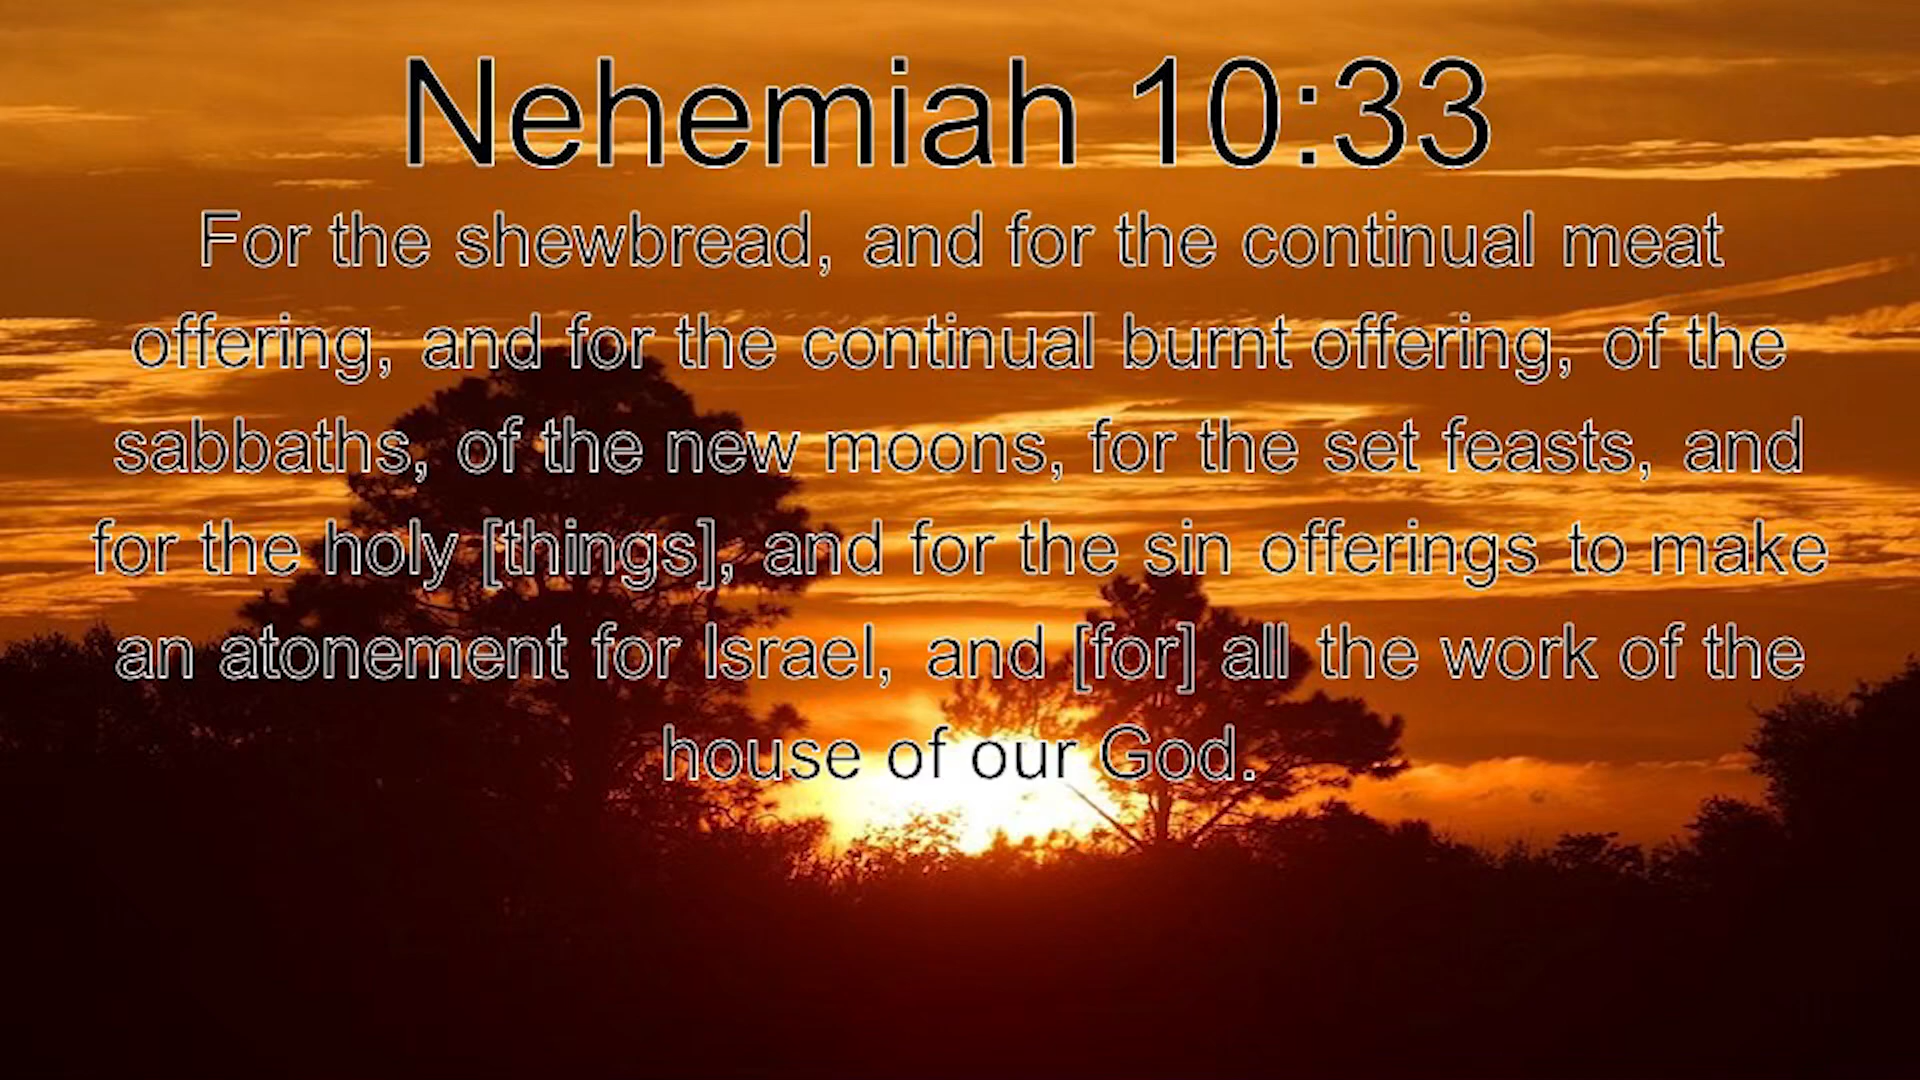 Nehemiah 10:33
For the shewbread, and for the continual meat
offering, and for the continual burnt offering, of the
sabbaths, of the new moons, for the set feasts, and
for the holy [things], and for the sin offerings to make
an atonement for Israel, and [for] all the work of the
house of our God.